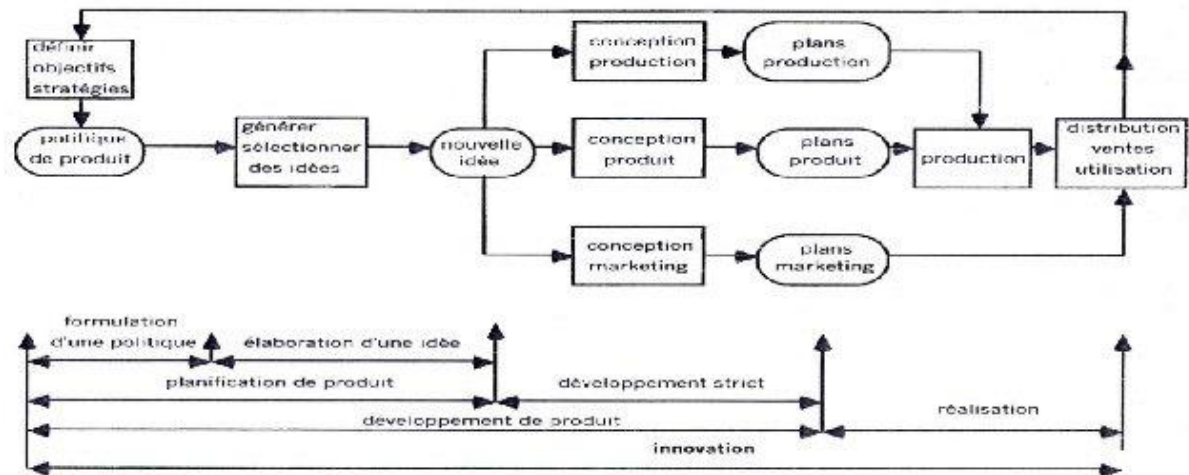 définir
objectifs
stratégies
politique
de produit
générer
sélectionner
des idées
nouvelle
idée
conception
production
plans
production
conception
produit
plans
produit
production
distribution
ventes
utilisation
conception
marketing
plans
marketing
formulation
d'une politique
élaboration d'une idée
planification de produit
développement strict
développement de produit
réalisation
innovation